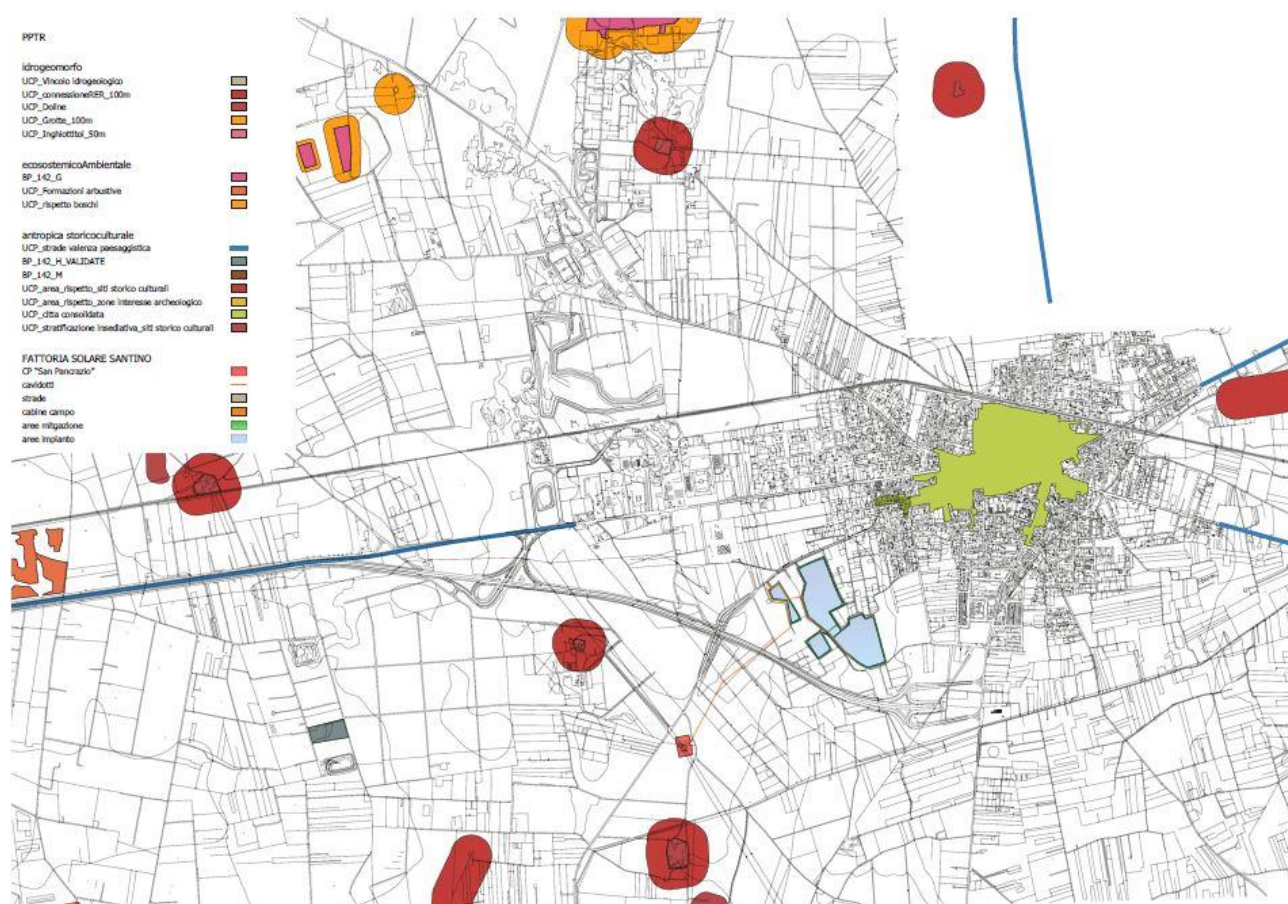 PPTR
idrogeomorfo
UCP_Vincolo idrogeologico
UCP_connessioneRER_100m
UCP_Doline
UCP_Grotte_100m
UCP_Inghiottitoi_50m
ecosostemicoAmbientale
BP_142_G
UCP_Formazioni arbustive
UCP_rispetto boschi
antropica storicoculturale
UCP_strade valenza paesaggistica
BP_142_H_VALIDATE
BP_142_M
UCP_area_rispetto_siti storico culturali
UCP_area_rispetto_zone interesse archeologico
UCP_citta consolidata
UCP_stratificazione insediativa_siti storico culturali
FATTORIA SOLARE SANTINO
CP "San Pancrazio"
cavidotti
strade
cabine campo
aree mitigazione
aree impianto